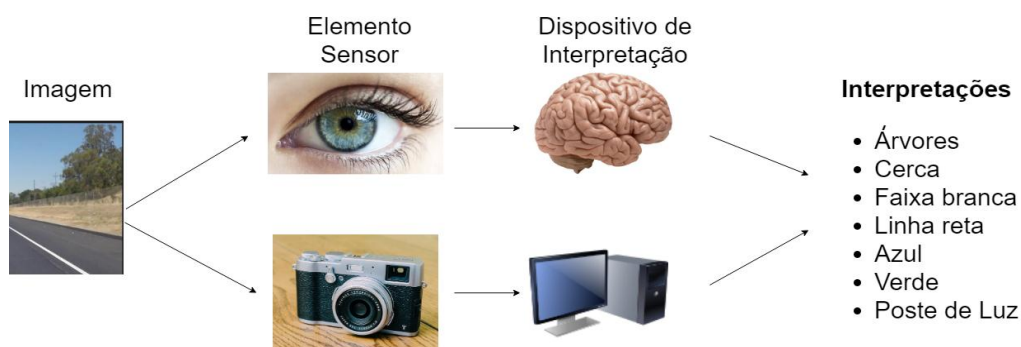 Elemento
Sensor
Dispositivo de
Interpretação
Imagem
Interpretações
• Árvores
• Cerca
• Faixa branca
• Linha reta
• Azul
• Verde
• Poste de Luz